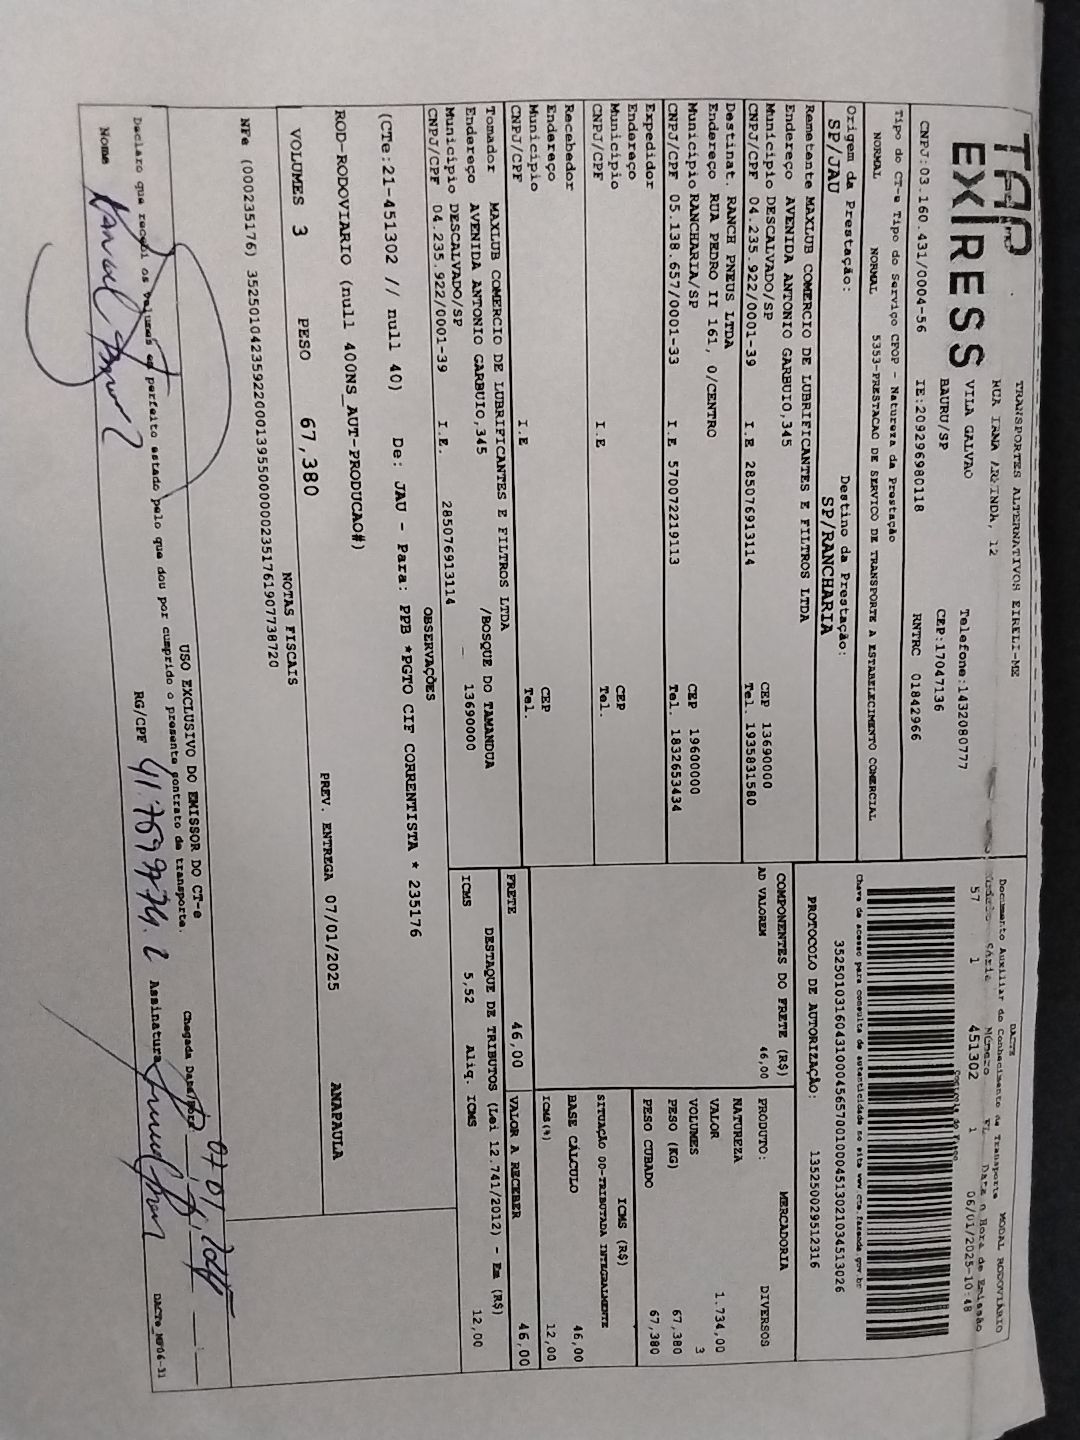 TAP
EXPRESS
TRANSPORTES ALTERNATIVOS EIRELI-ME
12
VILA GALVAO
Telefone:1432080777
BAURU/SP
CEP:17047136
CNPJ:03.160.431/0004-56
IE:209296980118
RNTRC 01842966
Tipo do CT-e Tipo do Serviço CFOP - Natureza da Prestação
NORMAL NORMAL 5353-PRESTACAO DE SERVICO DE TRANSPORTE A ESTABELECIMENTO COMERCIAL
Origem da Prestação:
Destino da Prestação:
SP/JAU
SP/RANCHARIA
Remetente MAXLUB COMERCIO DE LUBRIFICANTES E FILTROS LTDA
Endereço AVENIDA ANTONIO GARBUIO,345
Município DESCALVADO/SP CEP 13690000
CNPJ/CPF 04.235.922/0001-39 I.E 285076913114 Tel. 1935831580
Destinat. RANCH PNEUS LTDA
Endereço RUA PEDRO II 161, 0/CENTRO
Município RANCHARIA/SP CEP 19600000
CNPJ/CPF 05.138.657/0001-33 I.E 570072219113 Tel. 1832653434
Expedidor
Endereço
Município CEP
CNPJ/CPF I.E Tel.
Recebedor
Endereço
Município CEP
CNPJ/CPF I.E Tel.
Tomador MAXLUB COMERCIO DE LUBRIFICANTES E FILTROS LTDA
Endereço AVENIDA ANTONIO GARBUIO,345 /BOSQUE DO TAMANDUA
Município DESCALVADO/SP - 13690000
CNPJ/CPF 04.235.922/0001-39 I.E. 285076913114
DACTE
Documento Auxiliar do Conhecimento de Transporte MODAL RODOVIÁRIO
Série Número FL Data e Hora de Emissão
57 1 451302 1 06/01/2025-10:48
Controle do Fisco
Chave de acesso para consulta de autenticidade no site www.cte.fazenda.gov.br
35250103160431000456570010004513021034513026
PROTOCOLO DE AUTORIZAÇÃO: 135250029512316
COMPONENTES DO FRETE (R$)
AD VALOREM 46,00
PRODUTO: MERCADORIA
NATUREZA DIVERSOS
VALOR 1.734,00
VOLUMES 3
PESO (KG) 67,380
PESO CUBADO 67,380
ICMS (R$)
SITUAÇÃO 00-TRIBUTADA INTEGRALMENTE
BASE CÁLCULO 46,00
ICMS(%) 12,00
FRETE 46,00
VALOR A RECEBER 46,00
DESTAQUE DE TRIBUTOS (Lei 12.741/2012) - Em (R$)
ICMS 5,52 Aliq. ICMS 12,00
OBSERVAÇÕES
(CTe:21-451302 // null 40) De: JAU - Para: PPB *PGTO CIF CORRENTISTA * 235176
ROD-RODOVIARIO (null 400NS_AUT-PRODUCAO#)
VOLUMES 3 PESO 67,380
PREV. ENTREGA 07/01/2025 ANAPAULA
NOTAS FISCAIS
NFe (000235176) 35250104235922000139550000002351761907738720
USO EXCLUSIVO DO EMISSOR DO CT-e
Declaro que recebi os volumes em perfeito estado pelo que dou por cumprido o presente contrato de transporte.
Chegada Data/Hora
Nome
RG/CPF
Assinatura
DACTe_MP06-31